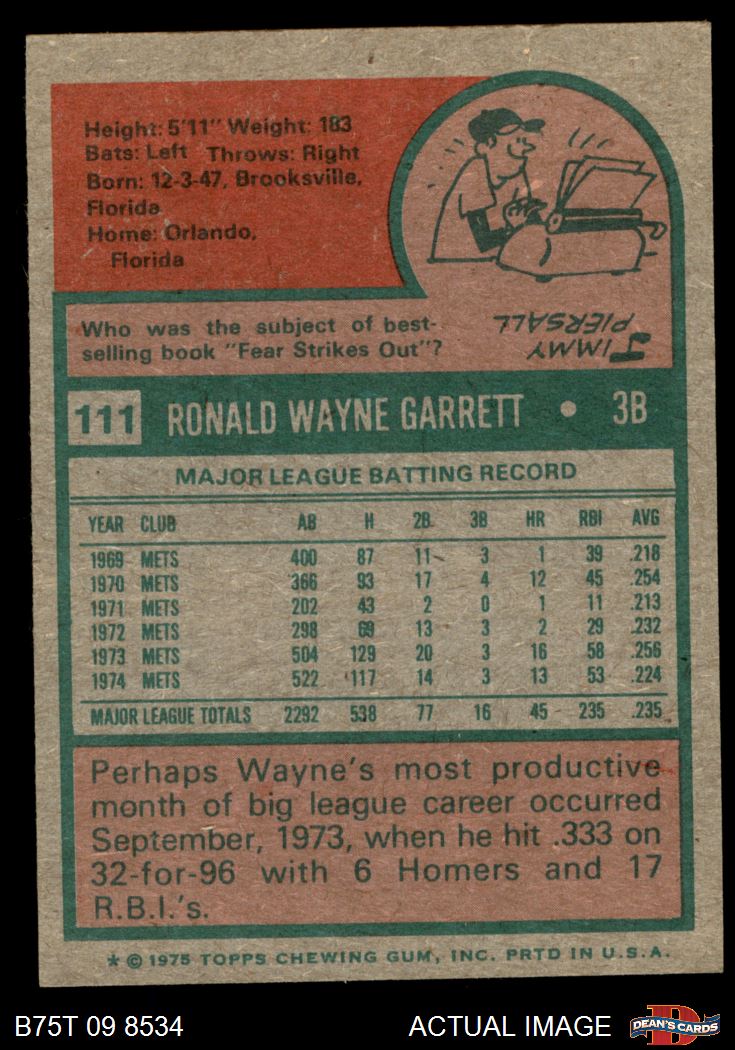 Height: 5'11" Weight: 183
Bats: Left Throws: Right
Born: 12-3-47, Brooksville,
Florida
Home: Orlando,
Florida
Who was the subject of best-
selling book "Fear Strikes Out"?
JIMMY
PIERSALL
111 RONALD WAYNE GARRETT • 3B
MAJOR LEAGUE BATTING RECORD
YEAR CLUB AB H 2B 3B HR RBI AVG
1969 METS 400 87 11 3 1 39 .218
1970 METS 366 93 17 4 12 45 .254
1971 METS 202 43 2 0 1 11 .213
1972 METS 298 69 13 3 2 29 .232
1973 METS 504 129 20 3 16 58 .256
1974 METS 522 117 14 3 13 53 .224
MAJOR LEAGUE TOTALS 2292 538 77 16 45 235 .235
Perhaps Wayne's most productive
month of big league career occurred
September, 1973, when he hit .333 on
32-for-96 with 6 Homers and 17
R.B.I.'s.
* © 1975 TOPPS CHEWING GUM, INC. PRTD IN U.S.A.
B75T 09 8534 ACTUAL IMAGE DEAN'S CARDS